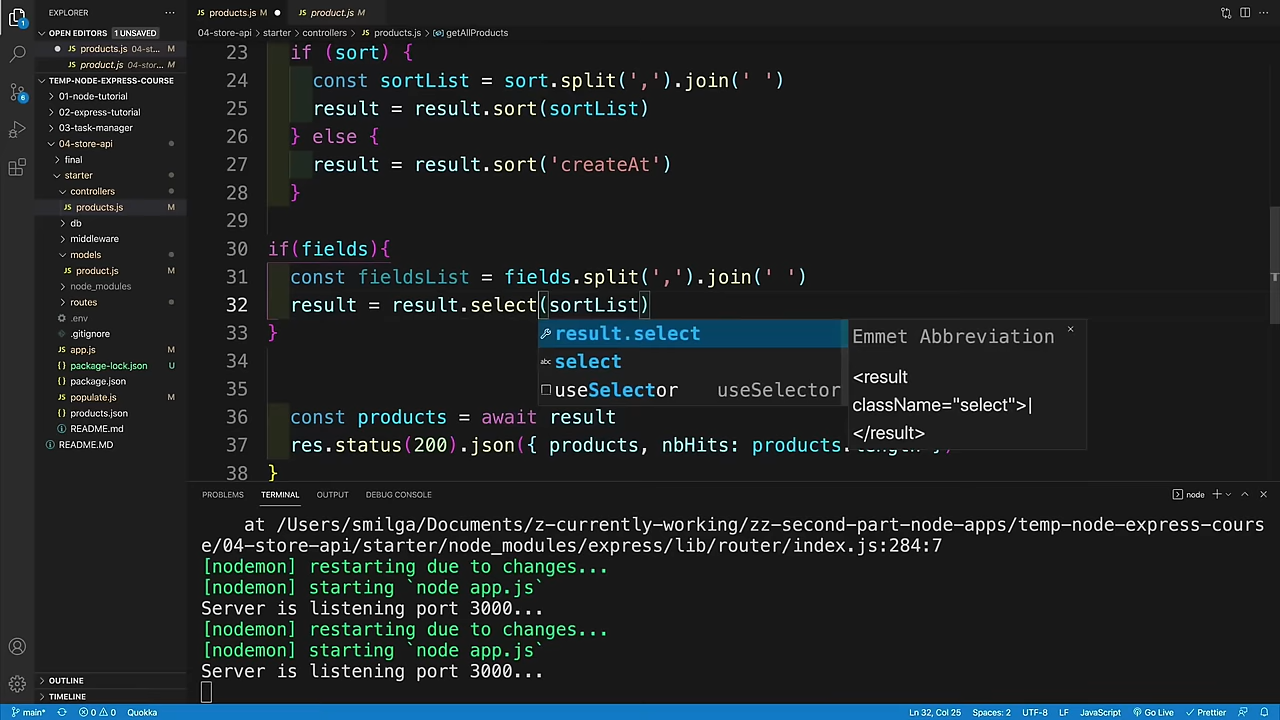 EXPLORER
products.js M
product.js M
OPEN EDITORS 1 UNSAVED
products.js 04-st... M
product.js 04-stor... M
TEMP-NODE-EXPRESS-COURSE
01-node-tutorial
02-express-tutorial
03-task-manager
04-store-api
final
starter
controllers
products.js M
db
middleware
models
product.js M
node_modules
routes
.env
.gitignore
app.js M
package-lock.json U
package.json
populate.js M
products.json
README.md
README.MD
OUTLINE
TIMELINE
04-store-api > starter > controllers > products.js > getAllProducts
23 if (sort) {
24 const sortList = sort.split(',').join(' ')
25 result = result.sort(sortList)
26 } else {
27 result = result.sort('createAt')
28 }
29
30 if(fields){
31 const fieldsList = fields.split(',').join(' ')
32 result = result.select(sortList)
33 }
34
35
36 const products = await result
37 res.status(200).json({ products, nbHits: products.length })
38 }
result.select
select
useSelector useSelector
Emmet Abbreviation
<result
className="select">|
</result>
PROBLEMS TERMINAL OUTPUT DEBUG CONSOLE
node
at /Users/smilga/Documents/z-currently-working/zz-second-part-node-apps/temp-node-express-cour
se/04-store-api/starter/node_modules/express/lib/router/index.js:284:7
[nodemon] restarting due to changes...
[nodemon] starting `node app.js`
Server is listening port 3000...
[nodemon] restarting due to changes...
[nodemon] starting `node app.js`
Server is listening port 3000...
main* 0 0 Quokka
Ln 32, Col 25 Spaces: 2 UTF-8 LF JavaScript Go Live Prettier